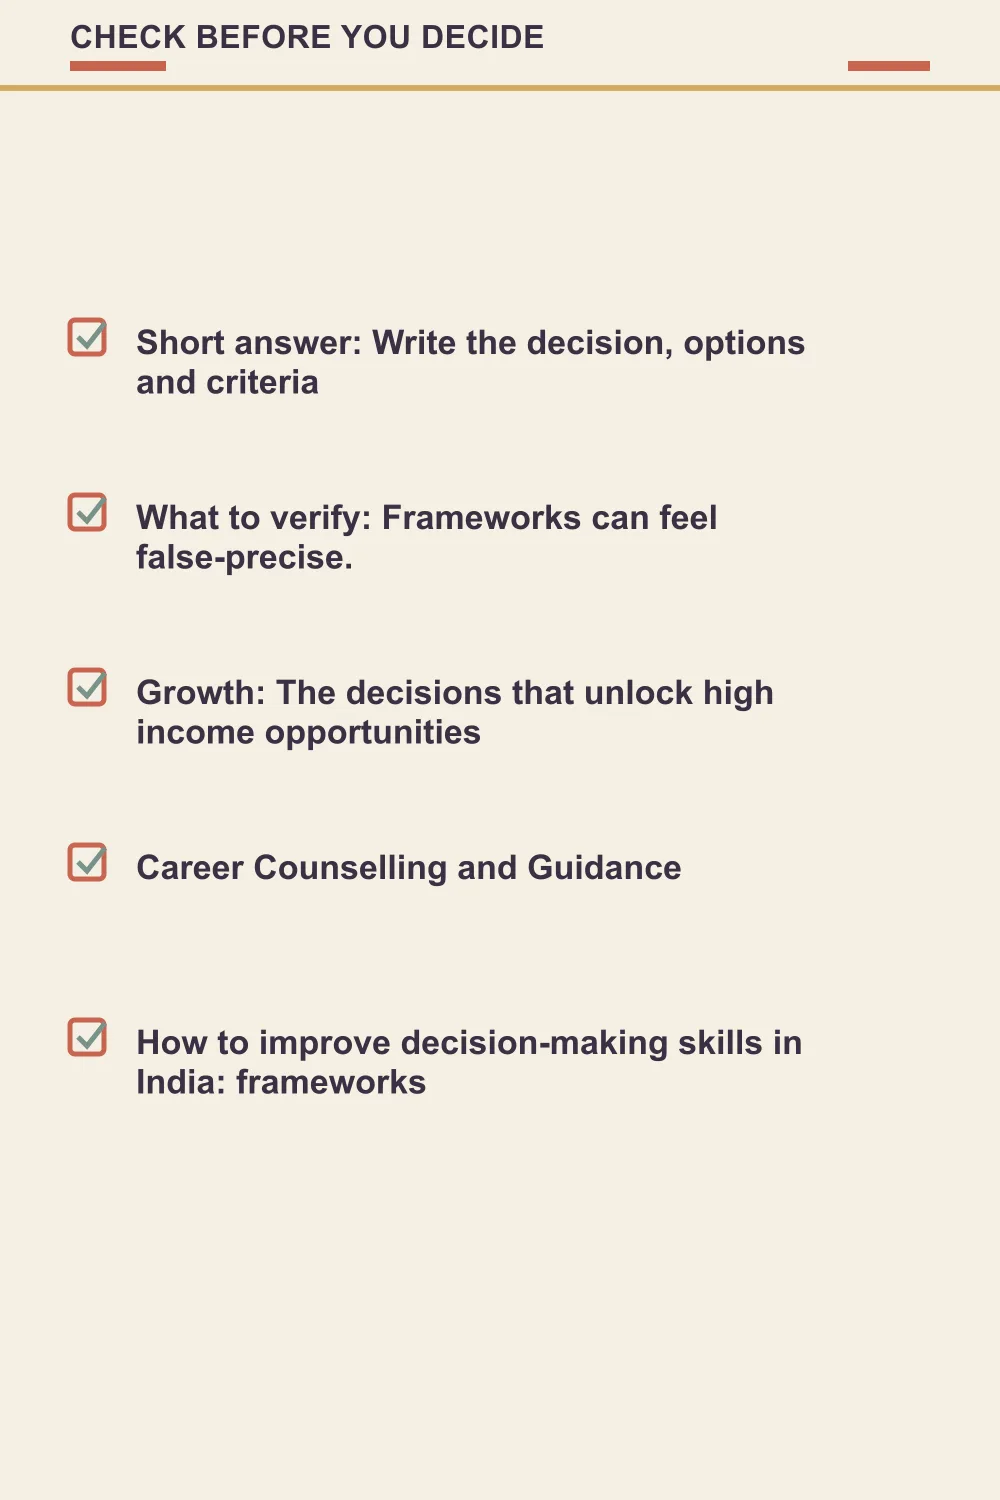 CHECK BEFORE YOU DECIDE
Short answer: Write the decision, options
and criteria
What to verify: Frameworks can feel
false-precise.
Growth: The decisions that unlock high
income opportunities
Career Counselling and Guidance
How to improve decision-making skills in
India: frameworks